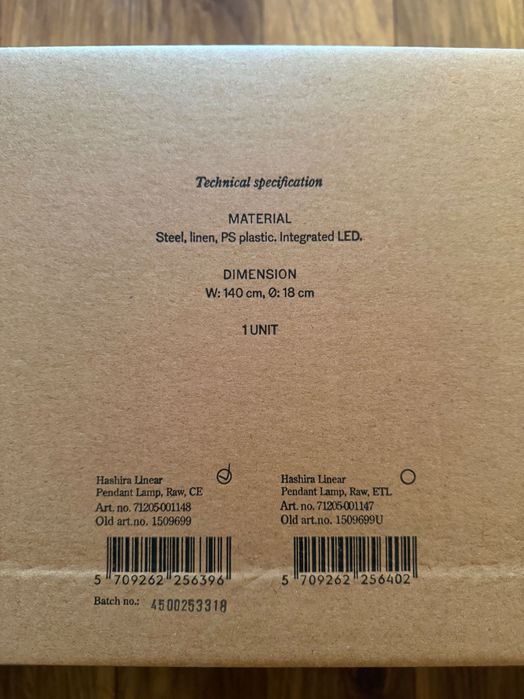 Technical specification
MATERIAL
Steel, linen, PS plastic. Integrated LED.
DIMENSION
W: 140 cm, Ø: 18 cm
1 UNIT
Hashira Linear
Pendant Lamp, Raw, CE
Art. no. 71205-001148
Old art.no. 1509699
5 709262 256396
Batch no.: 4500253318
Hashira Linear
Pendant Lamp, Raw, ETL
Art. no. 71205-001147
Old art.no. 1509699U
5 709262 256402